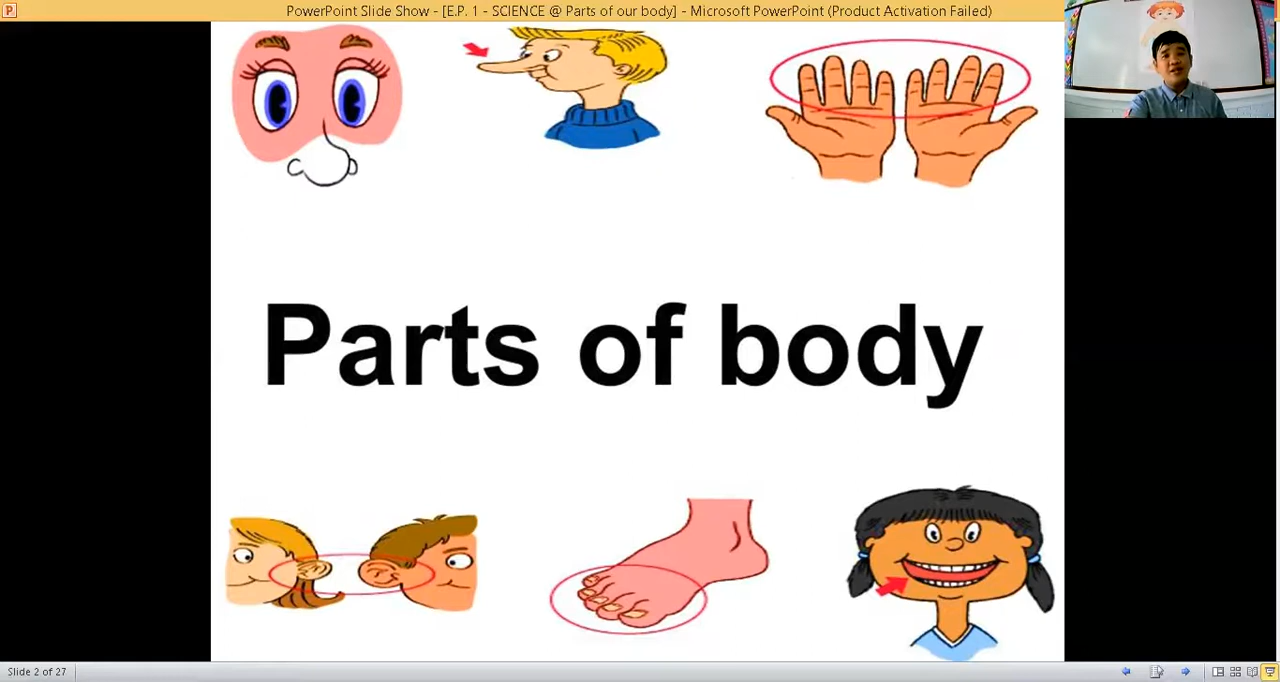 PowerPoint Slide Show - [E.P. 1 - SCIENCE @ Parts of our body] - Microsoft PowerPoint (Product Activation Failed)
Parts of body
Slide 2 of 27